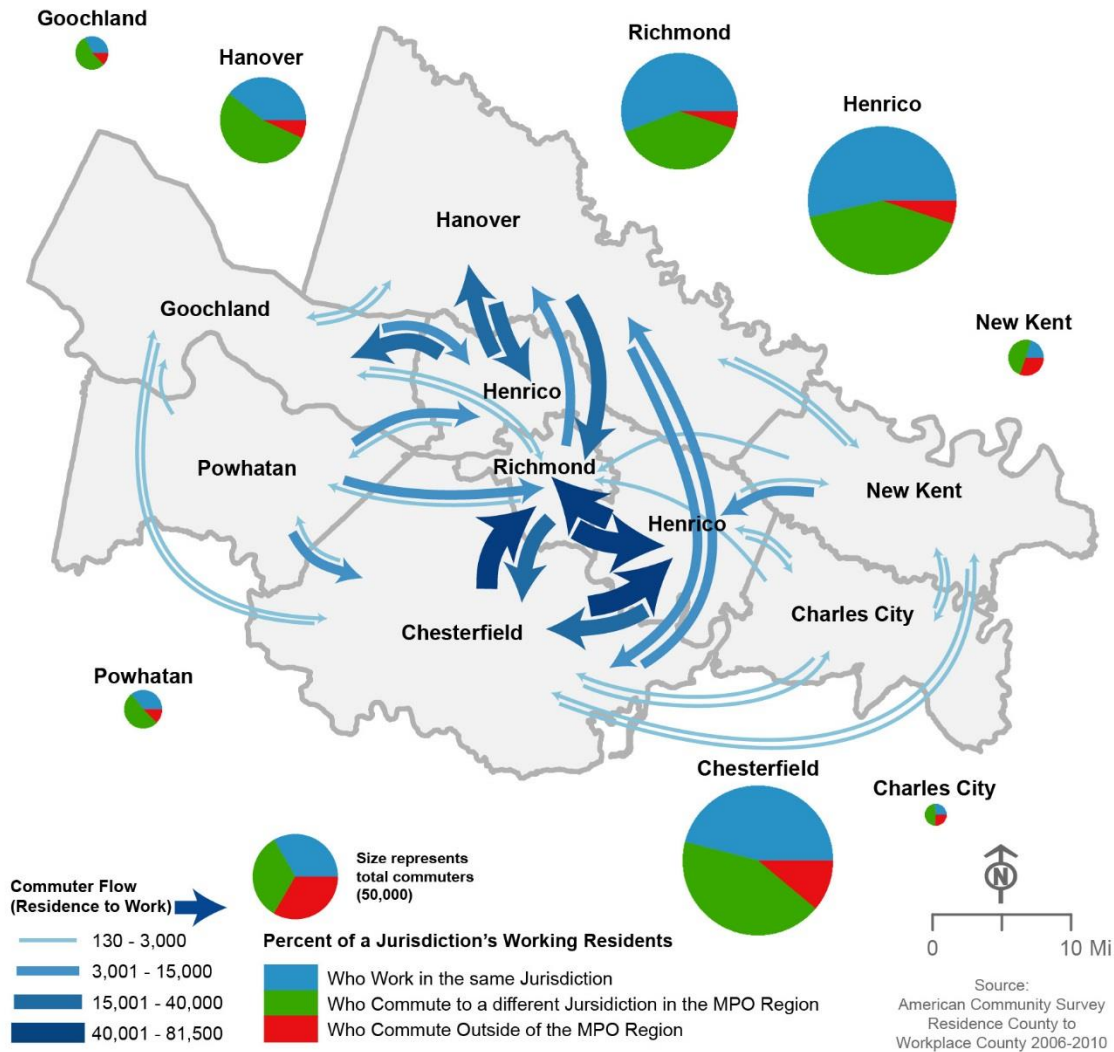 Goochland
Hanover
Richmond
Henrico
Hanover
Goochland
New Kent
Henrico
Powhatan
Richmond
New Kent
Henrico
Charles City
Chesterfield
Powhatan
Chesterfield
Charles City
Size represents
total commuters
(50,000)
Commuter Flow
(Residence to Work)
130 - 3,000
3,001 - 15,000
15,001 - 40,000
40,001 - 81,500
Percent of a Jurisdiction's Working Residents
Who Work in the same Jurisdiction
Who Commute to a different Jursidiction in the MPO Region
Who Commute Outside of the MPO Region
N
0 10 Mi
Source:
American Community Survey
Residence County to
Workplace County 2006-2010